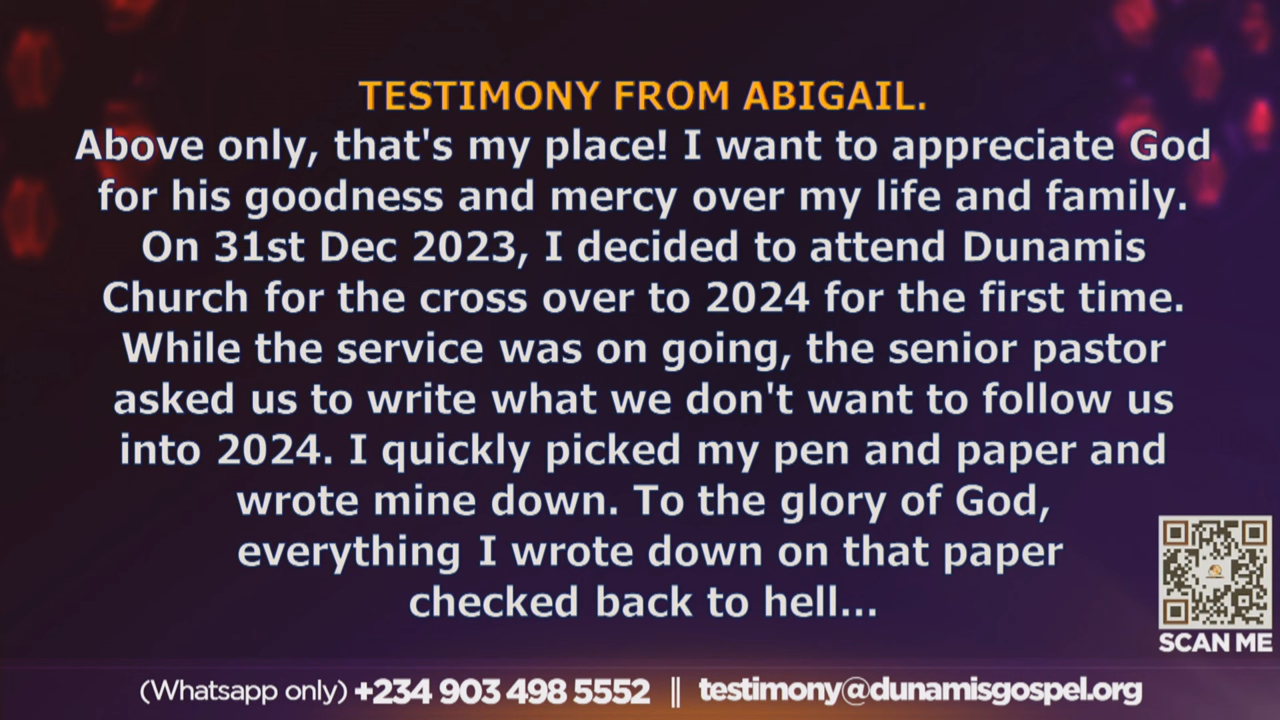 TESTIMONY FROM ABIGAIL.
Above only, that's my place! I want to appreciate God
for his goodness and mercy over my life and family.
On 31st Dec 2023, I decided to attend Dunamis
Church for the cross over to 2024 for the first time.
While the service was on going, the senior pastor
asked us to write what we don't want to follow us
into 2024. I quickly picked my pen and paper and
wrote mine down. To the glory of God,
everything I wrote down on that paper
checked back to hell...
SCAN ME
(Whatsapp only) +234 903 498 5552 || testimony@dunamisgospel.org